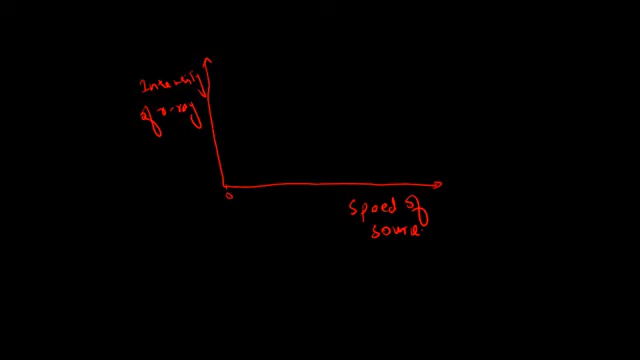 Intensity
of x-ray
0
Speed of
source